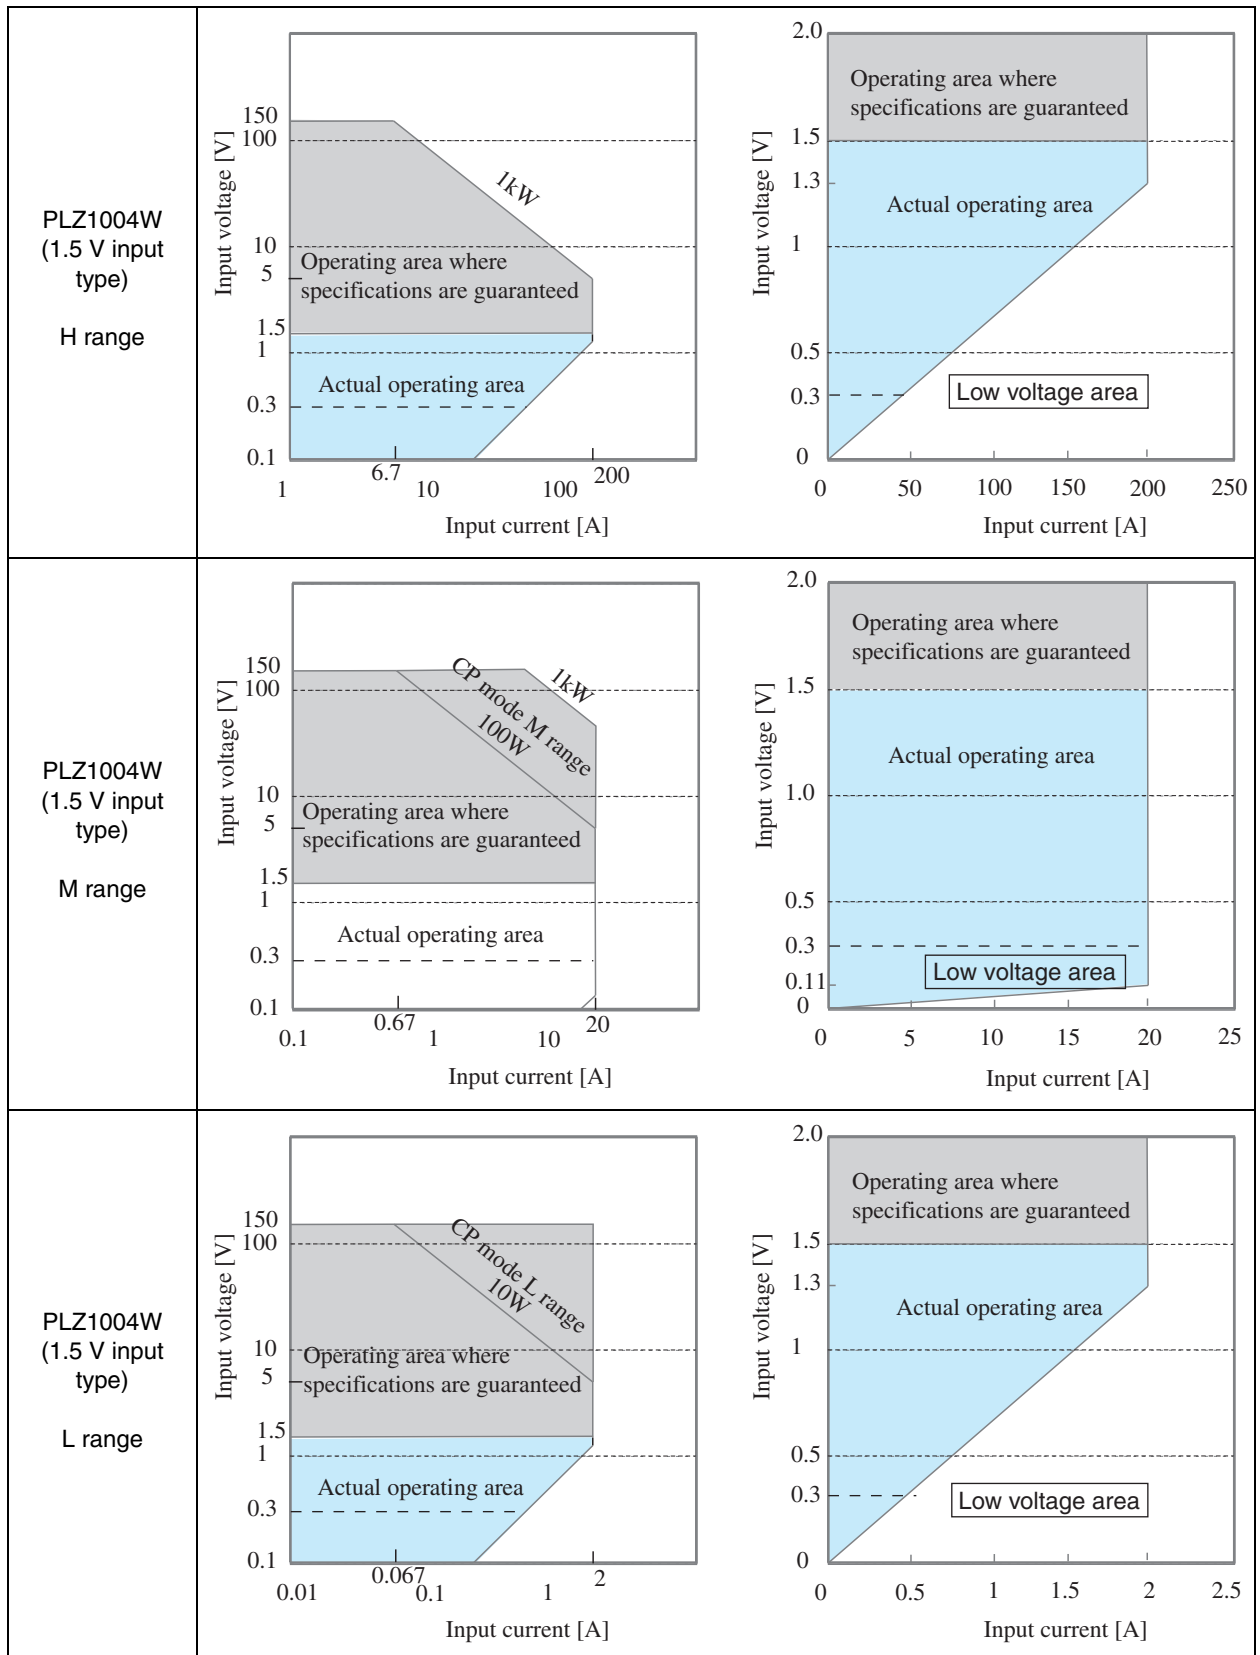 PLZ1004W
(1.5 V input
type)
H range
Input voltage [V]
150
100
10
5
1.5
1
0.3
0.1
1kW
Operating area where
specifications are guaranteed
Actual operating area
6.7
200
1
10
100
Input current [A]
Input voltage [V]
2.0
1.5
1.3
1
0.5
0.3
0
Operating area where
specifications are guaranteed
Actual operating area
Low voltage area
0
50
100
150
200
250
Input current [A]
PLZ1004W
(1.5 V input
type)
M range
Input voltage [V]
150
100
10
5
1.5
1
0.3
0.1
CP mode M range
100W
1kW
Operating area where
specifications are guaranteed
Actual operating area
0.67
20
0.1
1
10
Input current [A]
Input voltage [V]
2.0
1.5
1.0
0.5
0.3
0.11
0
Operating area where
specifications are guaranteed
Actual operating area
Low voltage area
0
5
10
15
20
25
Input current [A]
PLZ1004W
(1.5 V input
type)
L range
Input voltage [V]
150
100
10
5
1.5
1
0.3
0.1
CP mode L range
10W
Operating area where
specifications are guaranteed
Actual operating area
0.067
2
0.01
0.1
1
Input current [A]
Input voltage [V]
2.0
1.5
1.3
1
0.5
0.3
0
Operating area where
specifications are guaranteed
Actual operating area
Low voltage area
0
0.5
1
1.5
2
2.5
Input current [A]